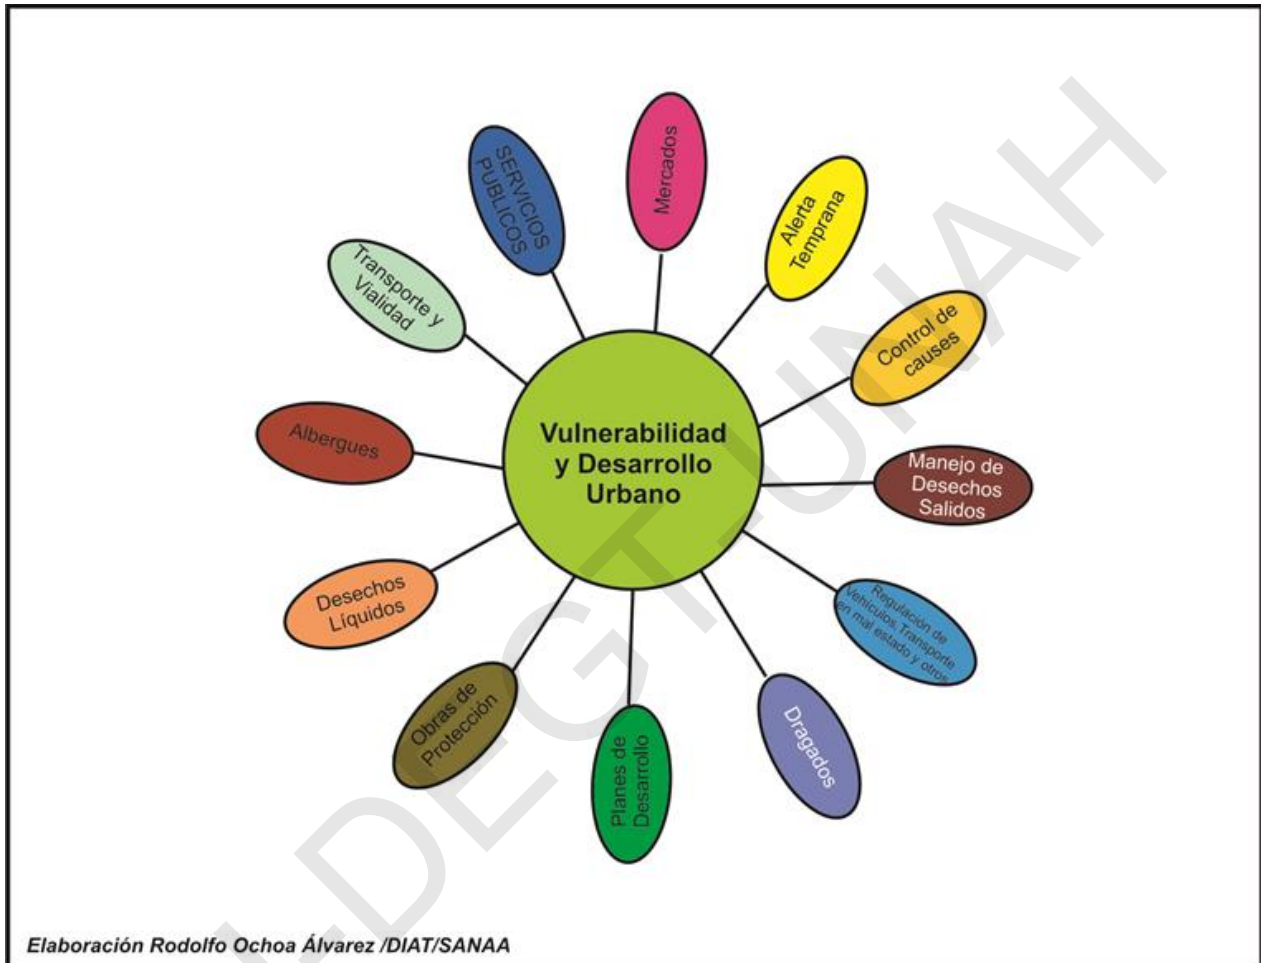 Vulnerabilidad
y Desarrollo
Urbano
Mercados
Alerta
Temprana
Control de
causes
Manejo de
Desechos
Salidos
Regulación de
Vehículos, Transporte
en mal estado y otros
Dragados
Planes de
Desarrollo
Obras de
Protección
Desechos
Líquidos
Albergues
Transporte y
Vialidad
SERVICIOS
PUBLICOS
Elaboración Rodolfo Ochoa Álvarez /DIAT/SANAA
-DEGT-UNAH